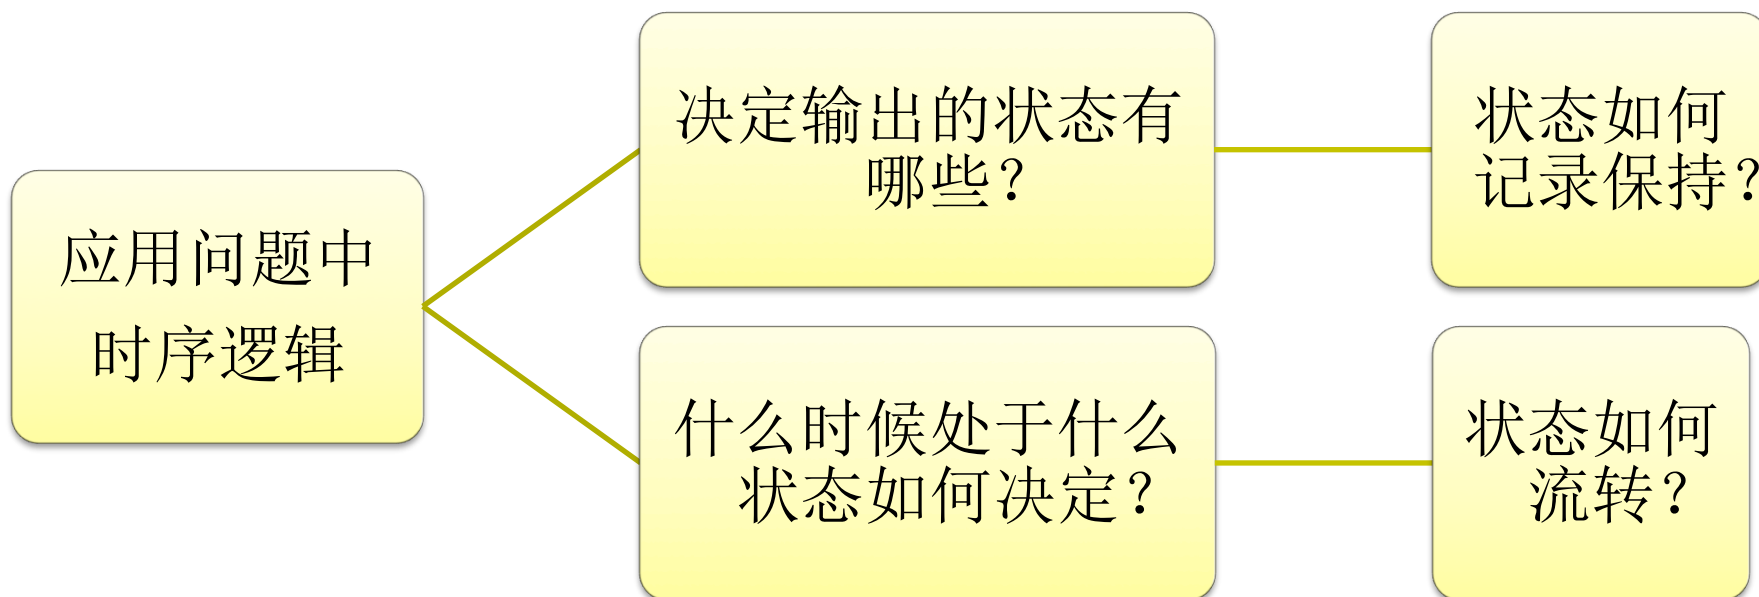 应用问题中
时序逻辑
决定输出的状态有
哪些？
状态如何
记录保持？
什么时候处于什么
状态如何决定？
状态如何
流转？